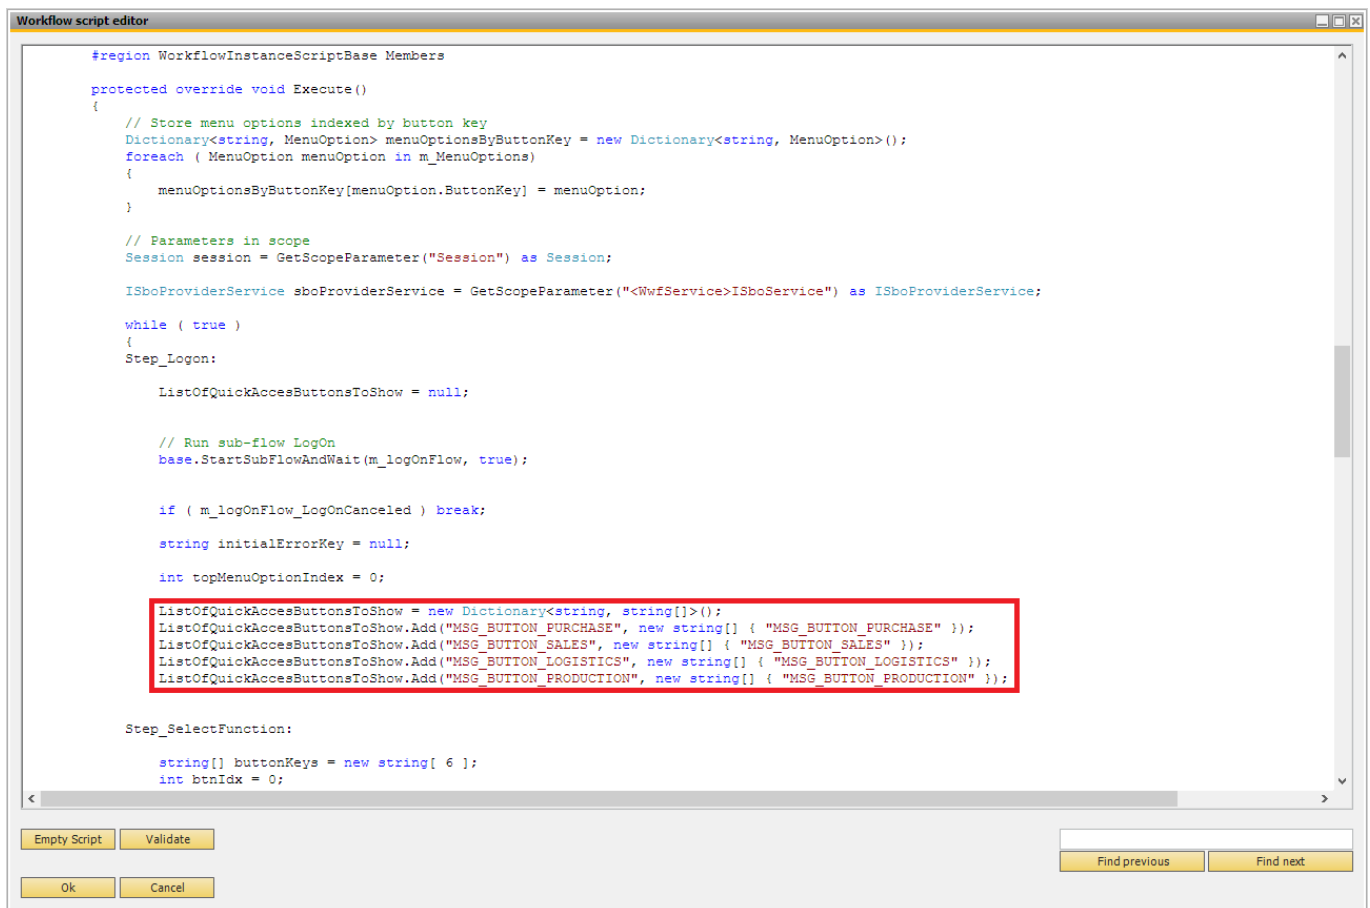 Workflow script editor
#region WorkflowInstanceScriptBase Members
protected override void Execute()
{
// Store menu options indexed by button key
Dictionary<string, MenuOption> menuOptionsByButtonKey = new Dictionary<string, MenuOption>();
foreach ( MenuOption menuOption in m_MenuOptions)
{
menuOptionsByButtonKey[menuOption.ButtonKey] = menuOption;
}
// Parameters in scope
Session session = GetScopeParameter("Session") as Session;
ISboProviderService sboProviderService = GetScopeParameter("<WwfService>ISboService") as ISboProviderService;
while ( true )
{
Step_Logon:
ListOfQuickAccesButtonsToShow = null;
// Run sub-flow LogOn
base.StartSubFlowAndWait(m_logOnFlow, true);
if ( m_logOnFlow_LogOnCanceled ) break;
string initialErrorKey = null;
int topMenuOptionIndex = 0;
ListOfQuickAccesButtonsToShow = new Dictionary<string, string[]>();
ListOfQuickAccesButtonsToShow.Add("MSG_BUTTON_PURCHASE", new string[] { "MSG_BUTTON_PURCHASE" });
ListOfQuickAccesButtonsToShow.Add("MSG_BUTTON_SALES", new string[] { "MSG_BUTTON_SALES" });
ListOfQuickAccesButtonsToShow.Add("MSG_BUTTON_LOGISTICS", new string[] { "MSG_BUTTON_LOGISTICS" });
ListOfQuickAccesButtonsToShow.Add("MSG_BUTTON_PRODUCTION", new string[] { "MSG_BUTTON_PRODUCTION" });
Step_SelectFunction:
string[] buttonKeys = new string[ 6 ];
int btnIdx = 0;
Empty Script Validate
Find previous Find next
Ok Cancel